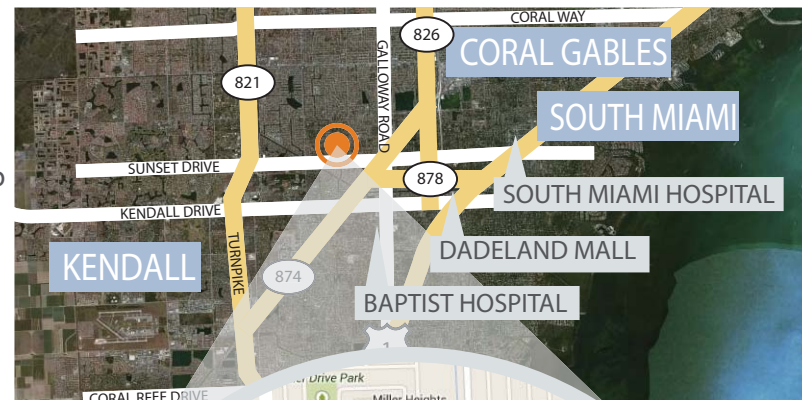 CORAL WAY
826
CORAL GABLES
GALLOWAY ROAD
821
SOUTH MIAMI
SUNSET DRIVE
878
SOUTH MIAMI HOSPITAL
KENDALL DRIVE
DADELAND MALL
KENDALL
TURNPIKE
874
BAPTIST HOSPITAL
1
Drive Park
Miller Heights
CORAL REEF DRIVE